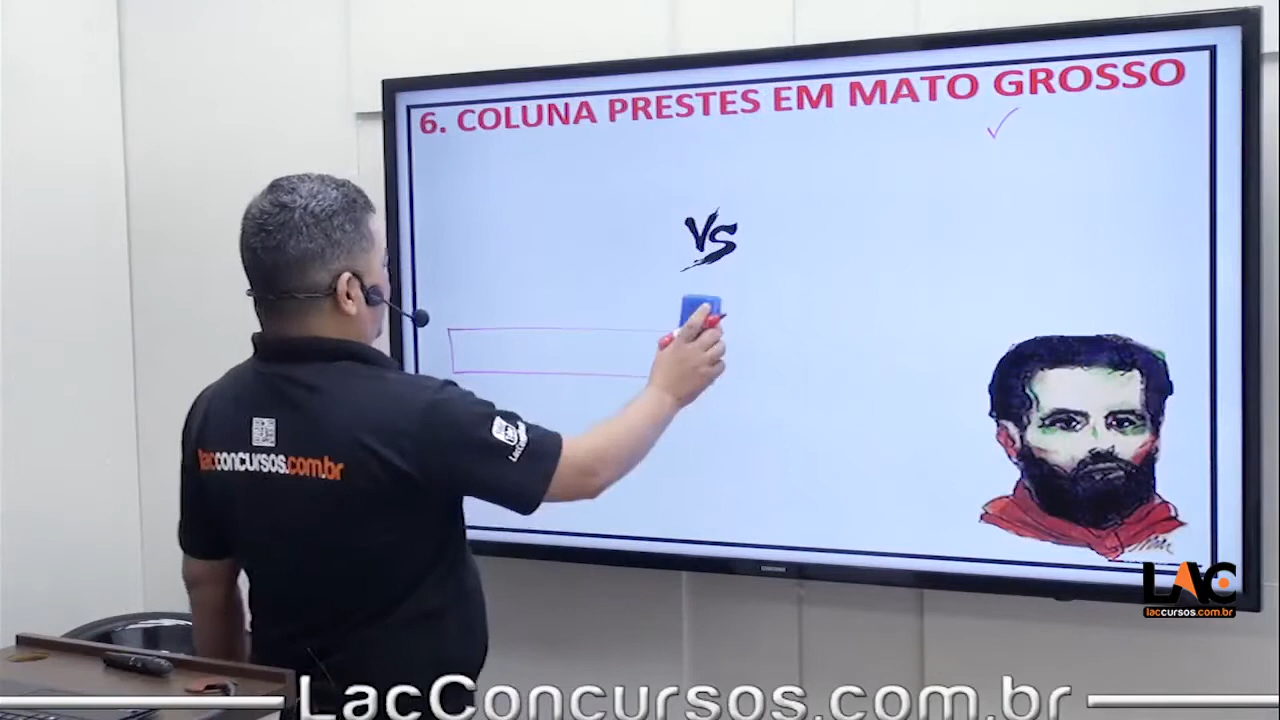 6. COLUNA PRESTES EM MATO GROSSO
VS
lacconcursos.com.br
LAC
laccursos.com.br
LacConcursos.com.br